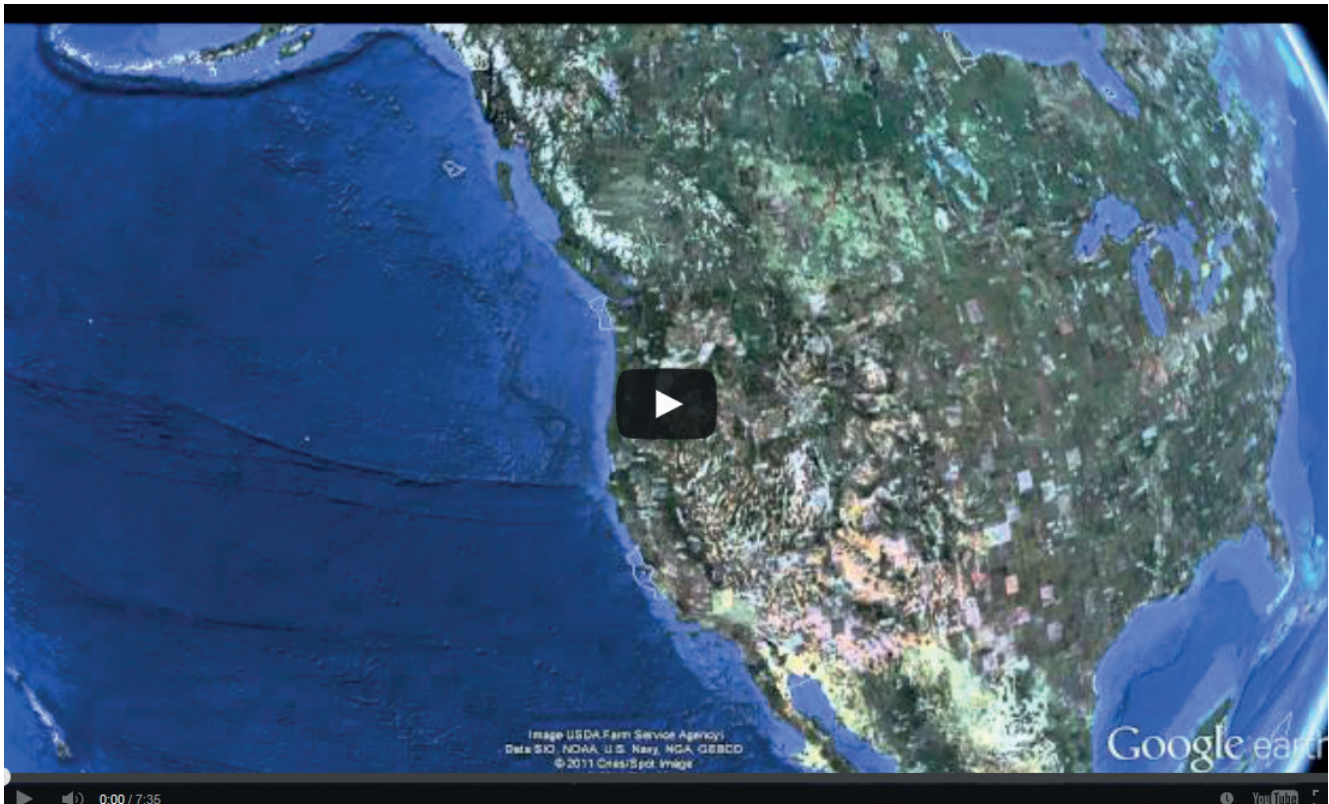 Image USDA Farm Service Agency
Data SIO, NOAA, U.S. Navy, NGA, GEBCO
© 2011 Cnes/Spot Image
Google earth
0:00 / 7:35
YouTube